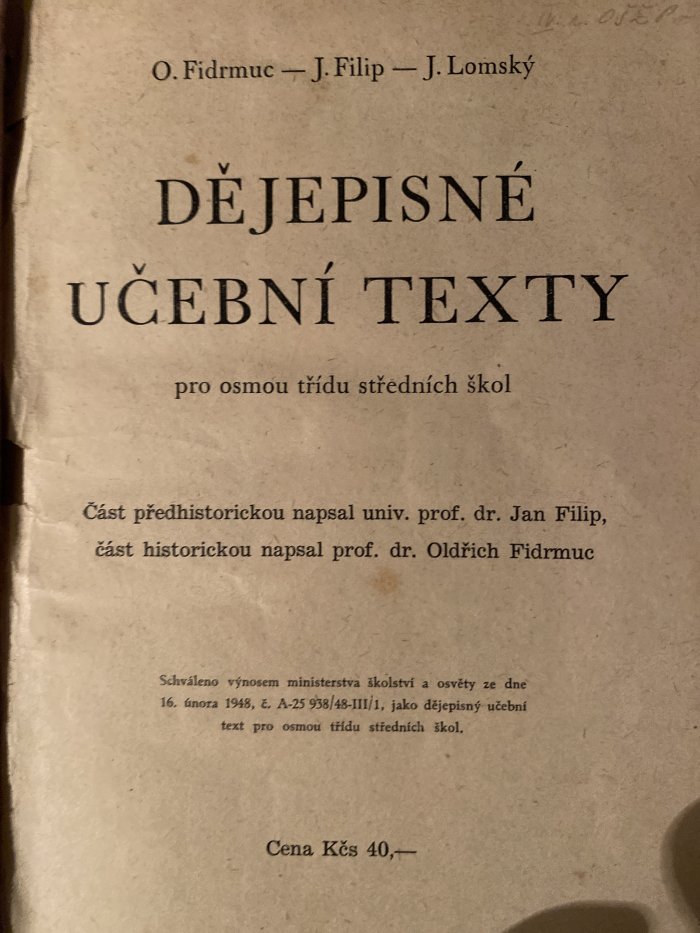 O. Fidrmuc — J. Filip — J. Lomský
DĚJEPISNÉ
UČEBNÍ TEXTY
pro osmou třídu středních škol
Část předhistorickou napsal univ. prof. dr. Jan Filip,
část historickou napsal prof. dr. Oldřich Fidrmuc
Schváleno výnosem ministerstva školství a osvěty ze dne
16. února 1948, č. A-25 938/48-III/1, jako dějepisný učební
text pro osmou třídu středních škol.
Cena Kčs 40,—